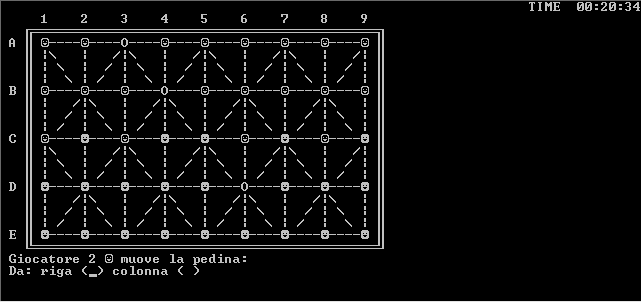 TIME 00:20:34
1 2 3 4 5 6 7 8 9
A
B
C
D
E
Giocatore 2 ☺ muove la pedina:
Da: riga (_) colonna ( )